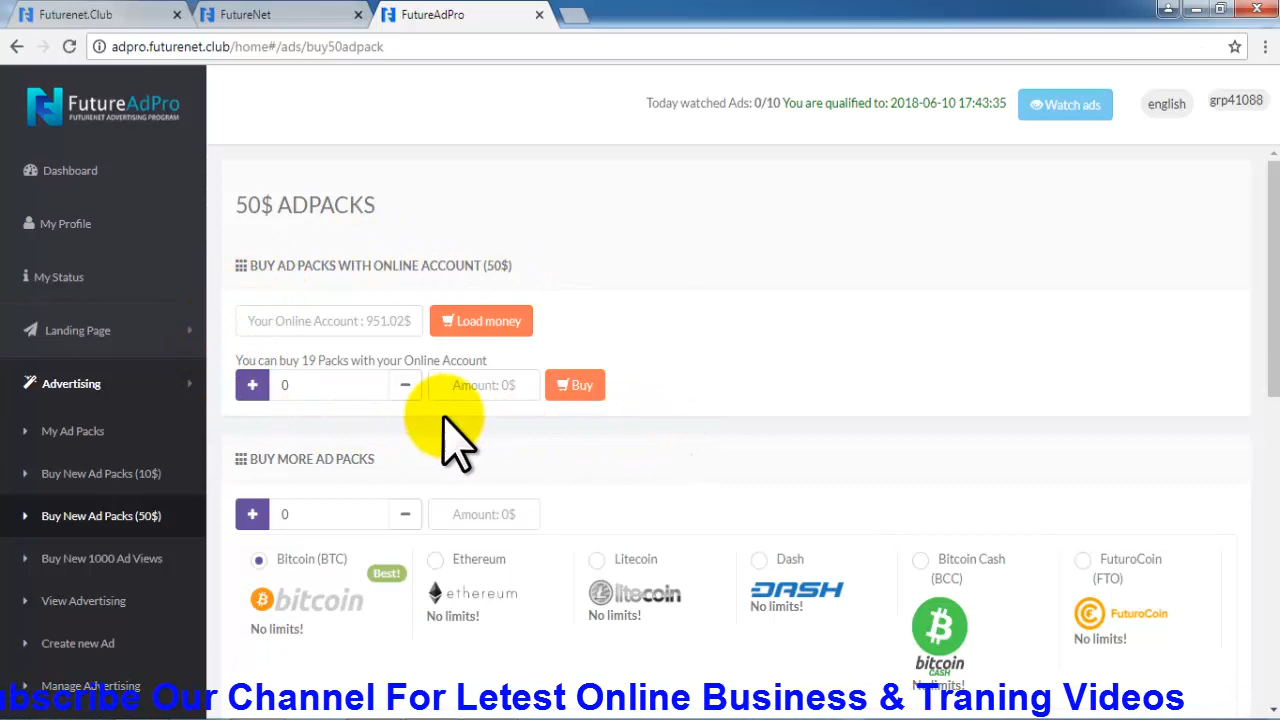 Futurenet.Club
FutureNet
FutureAdPro
adpro.futurenet.club/home#/ads/buy50adpack
FutureAdPro
FUTURENET ADVERTISING PROGRAM
Today watched Ads: 0/10 You are qualified to: 2018-06-10 17:43:35
Watch ads
english
grp41088
Dashboard
My Profile
My Status
Landing Page
Advertising
My Ad Packs
Buy New Ad Packs (10$)
Buy New Ad Packs (50$)
Buy New 1000 Ad Views
View Advertising
Create new Ad
Manage Advertising
50$ ADPACKS
BUY AD PACKS WITH ONLINE ACCOUNT (50$)
Your Online Account : 951.02$
Load money
You can buy 19 Packs with your Online Account
+ 0 −
Amount: 0$
Buy
BUY MORE AD PACKS
+ 0 −
Amount: 0$
Bitcoin (BTC)
Best!
bitcoin
No limits!
Ethereum
ethereum
No limits!
Litecoin
litecoin
No limits!
Dash
DASH
No limits!
Bitcoin Cash
(BCC)
bitcoin
CASH
No limits!
FuturoCoin
(FTO)
FuturoCoin
No limits!
ubscribe Our Channel For Letest Online Business & Traning Videos